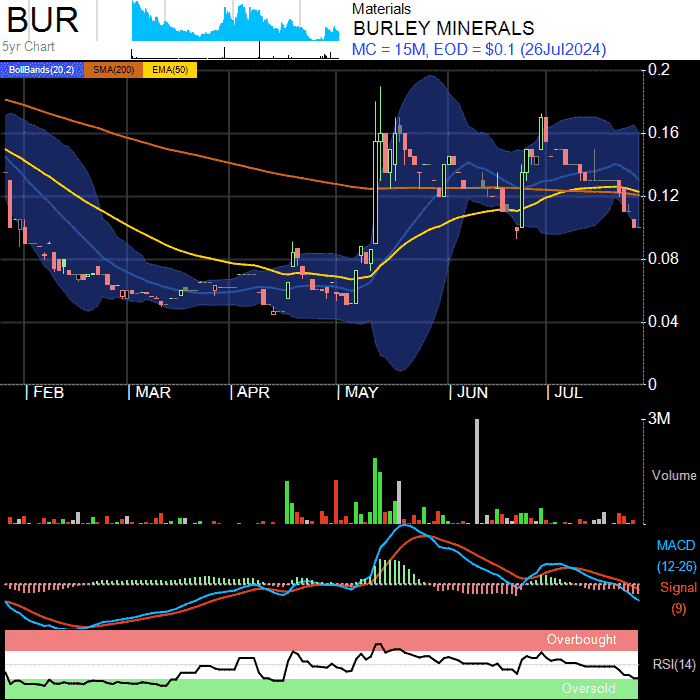 BUR
5yr Chart
Materials
BURLEY MINERALS
MC = 15M, EOD = $0.1 (26Jul2024)
BollBands(20,2) SMA(200) EMA(50)
0.2
0.16
0.12
0.08
0.04
0
FEB MAR APR MAY JUN JUL
3M
Volume
MACD
(12-26)
Signal
(9)
Overbought
RSI(14)
Oversold